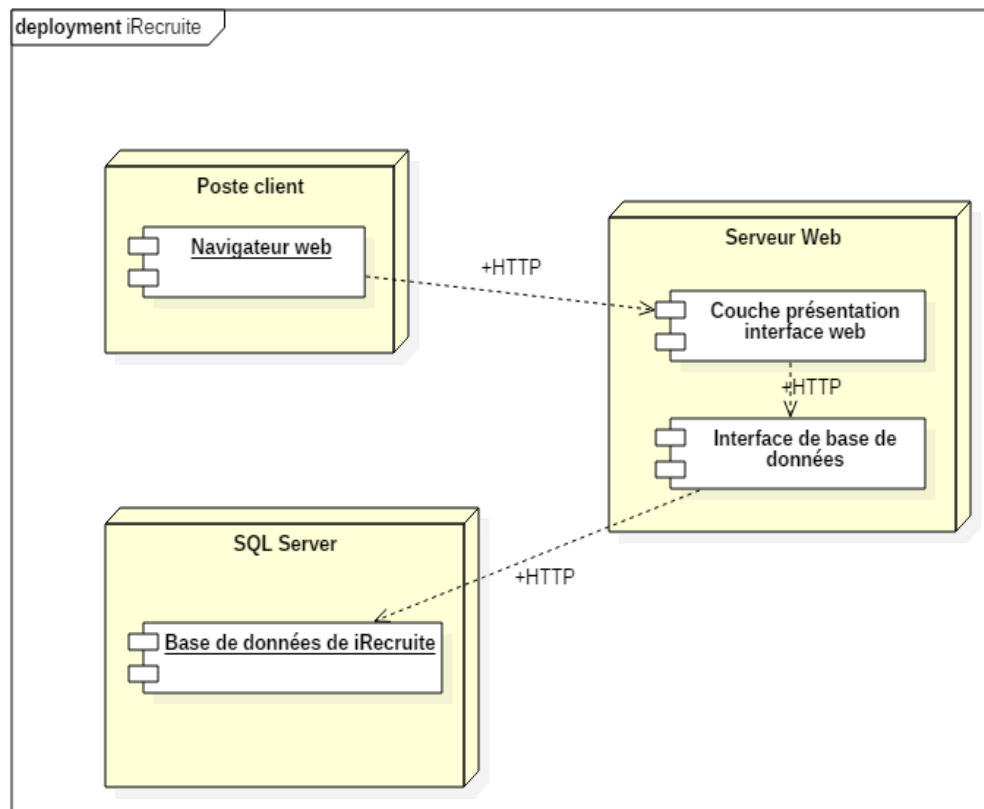 deployment iRecruite
Poste client
Navigateur web
+HTTP
Serveur Web
Couche présentation
interface web
+HTTP
Interface de base de
données
+HTTP
SQL Server
Base de données de iRecruite